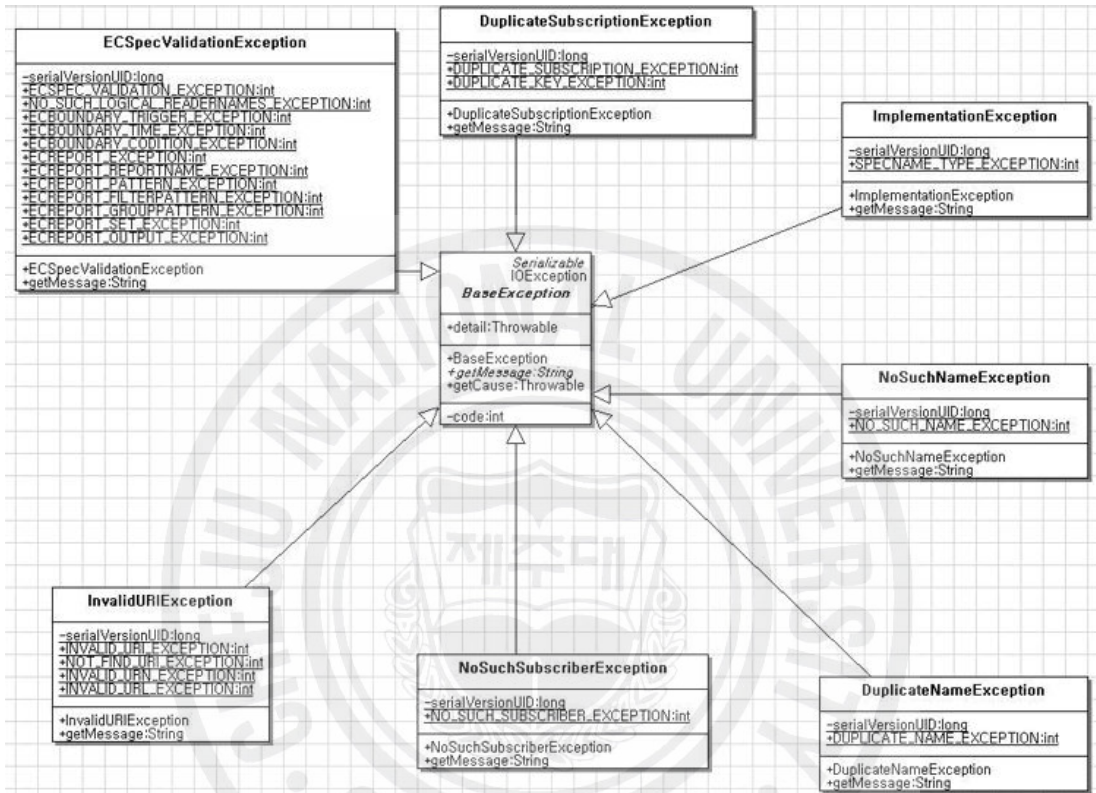 ECSpecValidationException
-serialVersionUID:long
+ECSPEC_VALIDATION_EXCEPTION:int
+NO_SUCH_LOGICAL_READERNAMES_EXCEPTION:int
+ECBOUNDARY_TRIGGER_EXCEPTION:int
+ECBOUNDARY_TIME_EXCEPTION:int
+ECBOUNDARY_CODITION_EXCEPTION:int
+ECREPORT_EXCEPTION:int
+ECREPORT_REPORTNAME_EXCEPTION:int
+ECREPORT_PATTERN_EXCEPTION:int
+ECREPORT_FILTERPATTERN_EXCEPTION:int
+ECREPORT_GROUPPATTERN_EXCEPTION:int
+ECREPORT_SET_EXCEPTION:int
+ECREPORT_OUTPUT_EXCEPTION:int
+ECSpecValidationException
+getMessage:String
DuplicateSubscriptionException
-serialVersionUID:long
+DUPLICATE_SUBSCRIPTION_EXCEPTION:int
+DUPLICATE_KEY_EXCEPTION:int
+DuplicateSubscriptionException
+getMessage:String
ImplementationException
-serialVersionUID:long
+SPECNAME_TYPE_EXCEPTION:int
+ImplementationException
+getMessage:String
Serializable
IOException
BaseException
+detail:Throwable
+BaseException
+getMessage:String
+getCause:Throwable
-code:int
NoSuchNameException
-serialVersionUID:long
+NO_SUCH_NAME_EXCEPTION:int
+NoSuchNameException
+getMessage:String
InvalidURIException
-serialVersionUID:long
+INVALID_URI_EXCEPTION:int
+NOT_FIND_URI_EXCEPTION:int
+INVALID_URN_EXCEPTION:int
+INVALID_URL_EXCEPTION:int
+InvalidURIException
+getMessage:String
NoSuchSubscriberException
-serialVersionUID:long
+NO_SUCH_SUBSCRIBER_EXCEPTION:int
+NoSuchSubscriberException
+getMessage:String
DuplicateNameException
-serialVersionUID:long
+DUPLICATE_NAME_EXCEPTION:int
+DuplicateNameException
+getMessage:String
NATIONAL UNIVERSITY
제주대